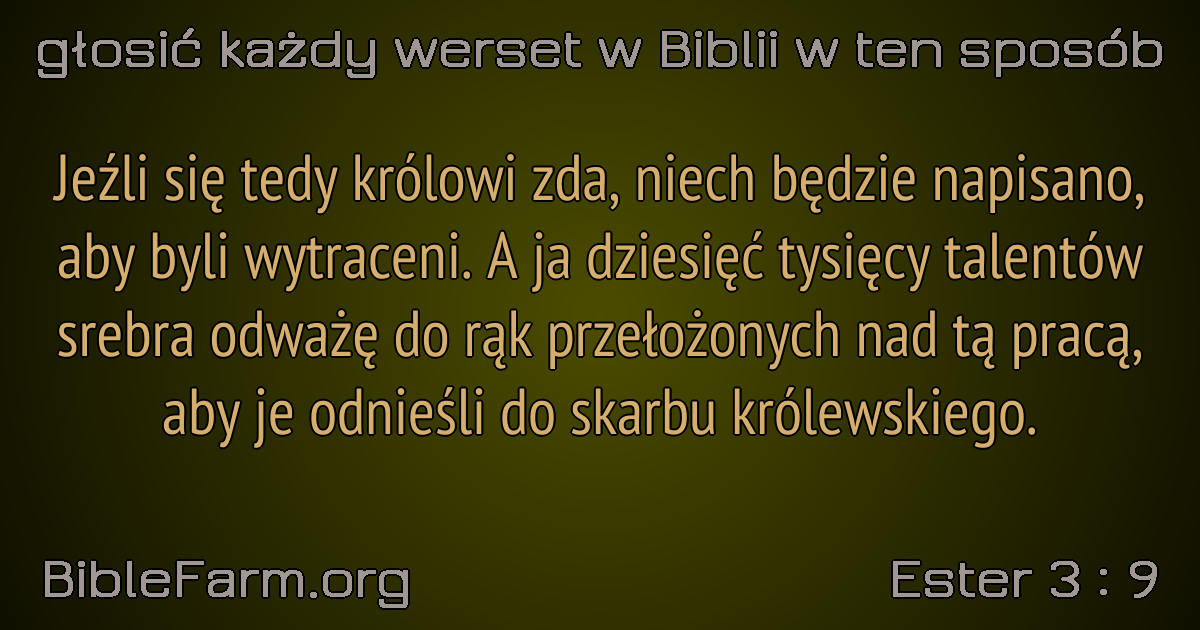 głosić każdy werset w Biblii w ten sposób
Jeźli się tedy królowi zda, niech będzie napisano,
aby byli wytraceni. A ja dziesięć tysięcy talentów
srebra odważę do rąk przełożonych nad tą pracą,
aby je odnieśli do skarbu królewskiego.
BibleFarm.org
Ester 3 : 9